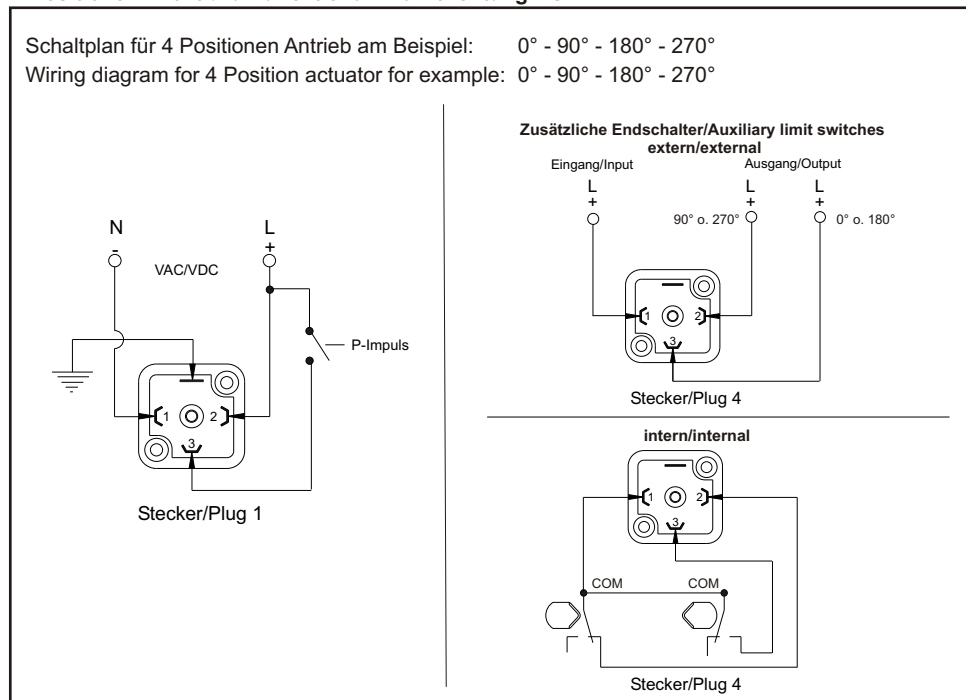 Schaltplan für 4 Positionen Antrieb am Beispiel: 0° - 90° - 180° - 270°
Wiring diagram for 4 Position actuator for example: 0° - 90° - 180° - 270°
N
-
VAC/VDC
L
+
P-Impuls
1
2
3
Stecker/Plug 1
Zusätzliche Endschalter/Auxiliary limit switches
extern/external
Eingang/Input
Ausgang/Output
L
+
L
+
L
+
90° o. 270°
0° o. 180°
1
2
3
Stecker/Plug 4
intern/internal
1
2
3
COM
COM
Stecker/Plug 4